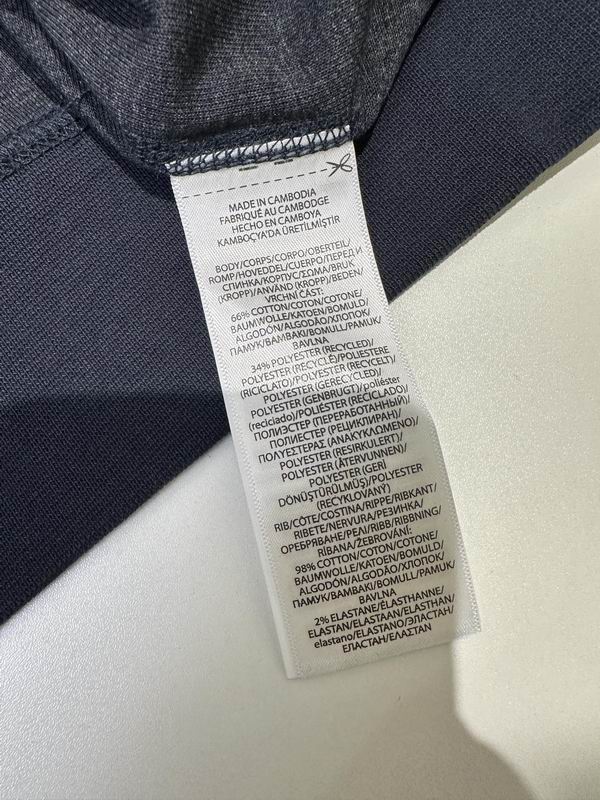 MADE IN CAMBODIA
FABRIQUÉ AU CAMBODGE
HECHO EN CAMBOYA
KAMBOÇYA'DA ÜRETİLMİŞTİR
BODY/CORPS/CORPO/OBERTEIL/
ROMP/HOVEDDEL/CUERPO/ПЕРЕД И
СПИНКА/КОРПУС/ΣΩΜΑ/BRUK
(KROPP)/ANVÄND (KROPP)/BEDEN/
VRCHNÍ ČÁST:
66% COTTON/COTON/COTONE/
BAUMWOLLE/KATOEN/BOMULD/
ALGODÓN/ALGODÃO/ХЛОПОК/
ПАМУК/ΒΑΜΒΑΚΙ/BOMULL/PAMUK/
BAVLNA
34% POLYESTER (RECYCLED)/
POLYESTER (RECYCLÉ)/POLIESTERE
(RICICLATO)/POLYESTER (RECYCELT)/
POLYESTER (GERECYCLED)/
POLYESTER (GENBRUGT)/poliéster
(reciclado)/POLIÉSTER (RECICLADO)/
ПОЛИЭСТЕР (ПЕРЕРАБОТАННЫЙ)/
ПОЛИЕСТЕР (РЕЦИКЛИРАН)/
ΠΟΛΥΕΣΤΕΡΑΣ (ΑΝΑΚΥΚΛΩΜΕΝΟ)/
POLYESTER (RESIRKULERT)/
POLYESTER (ÅTERVUNNEN)/
POLYESTER (GERİ
DÖNÜŞTÜRÜLMÜŞ)/POLYESTER
(RECYKLOVANÝ)
RIB/CÔTE/COSTINA/RIPPE/RIBKANT/
RIBETE/NERVURA/РЕЗИНКА/
ОРЕБРЯВАНЕ/ΡΕΛΙ/RIBB/RIBBNING/
RİBANA/ŽEBROVÁNÍ:
98% COTTON/COTON/COTONE/
BAUMWOLLE/KATOEN/BOMULD/
ALGODÓN/ALGODÃO/ХЛОПОК/
ПАМУК/ΒΑΜΒΑΚΙ/BOMULL/PAMUK/
BAVLNA
2% ELASTANE/ÉLASTHANNE/
ELASTAN/ELASTAAN/ELASTHAN/
elastano/ELASTANO/ЭЛАСТАН/
ЕЛАСТАН/ΕΛΑΣΤΑΝ